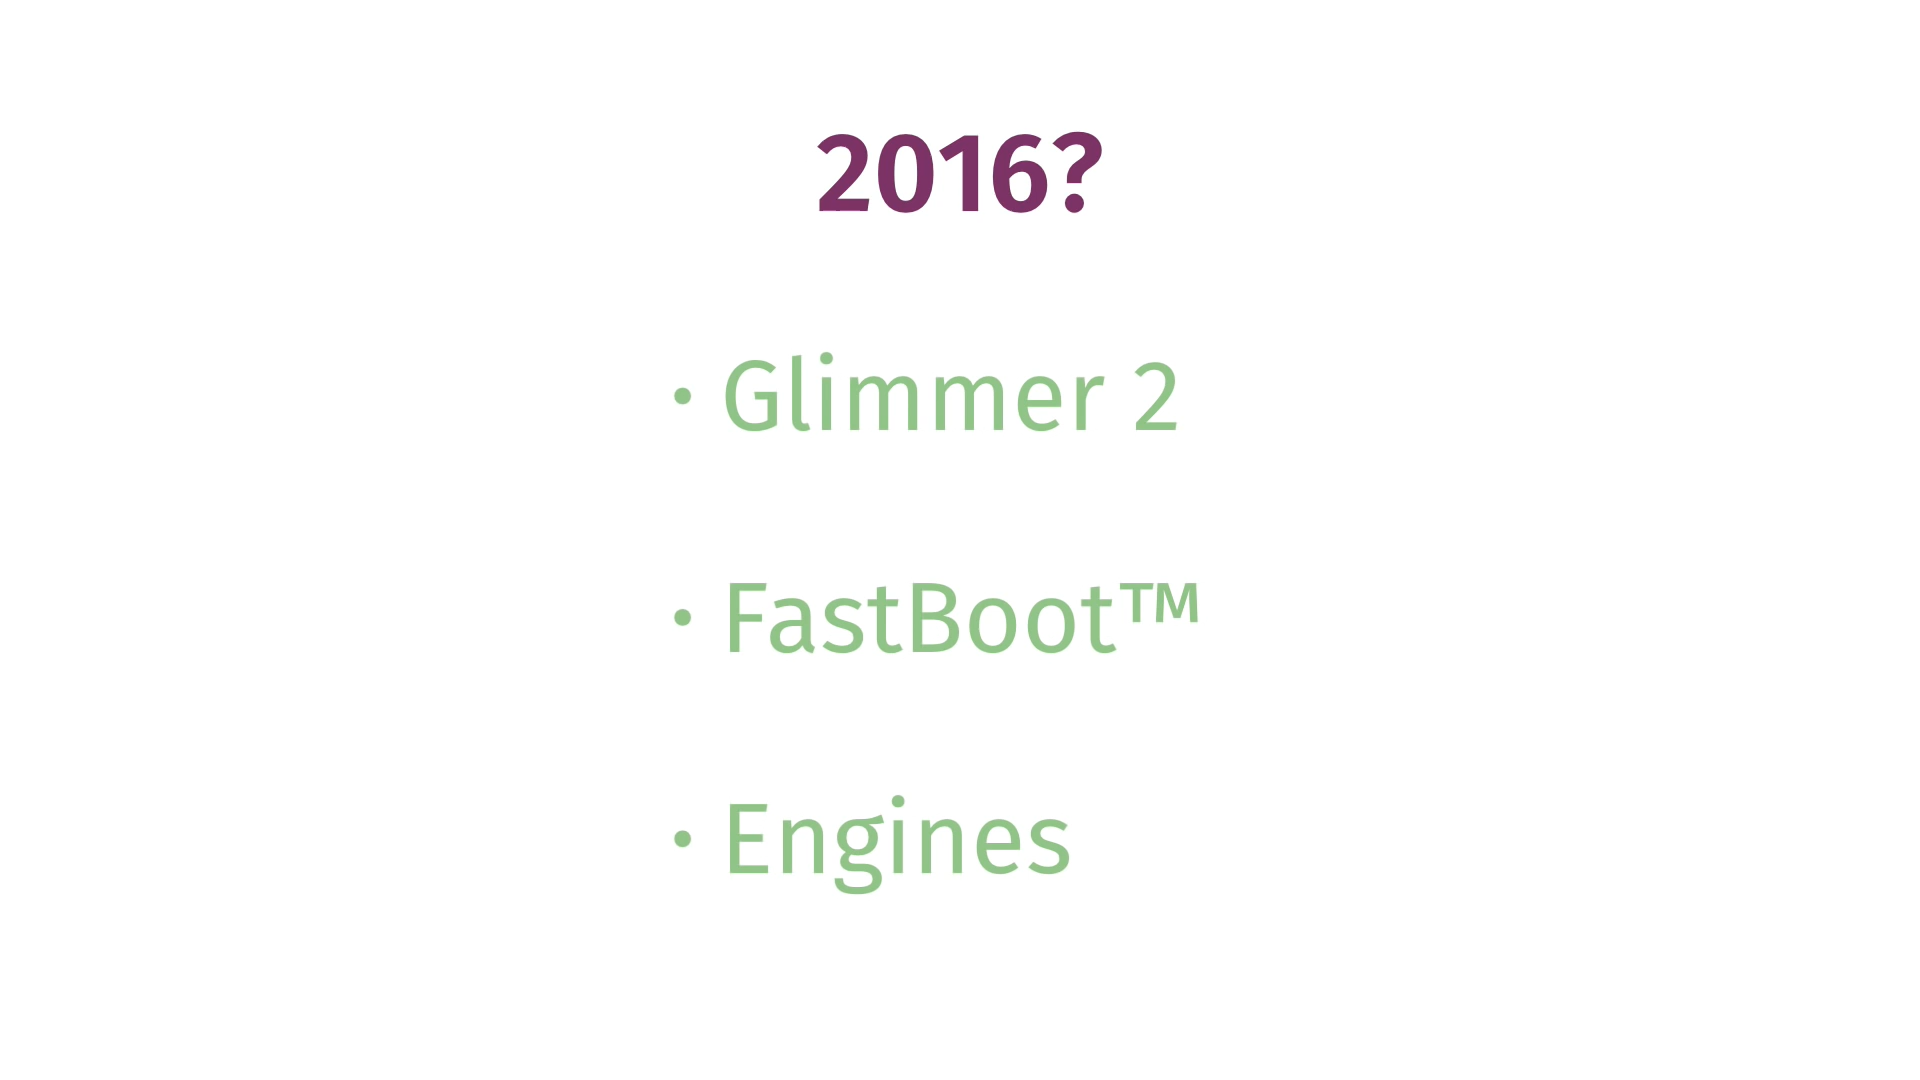 2016?
• Glimmer 2
• FastBoot™
• Engines